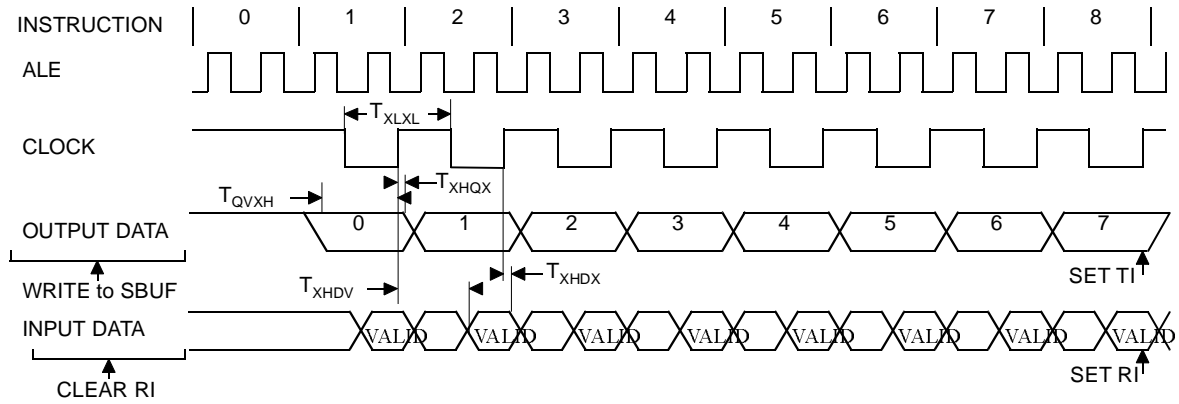 INSTRUCTION 0 1 2 3 4 5 6 7 8
ALE
TXLXL
CLOCK
TXHQX
TQVXH
OUTPUT DATA 0 1 2 3 4 5 6 7
TXHDX
SET TI
WRITE to SBUF
TXHDV
INPUT DATA VALID VALID VALID VALID VALID VALID VALID VALID
SET RI
CLEAR RI